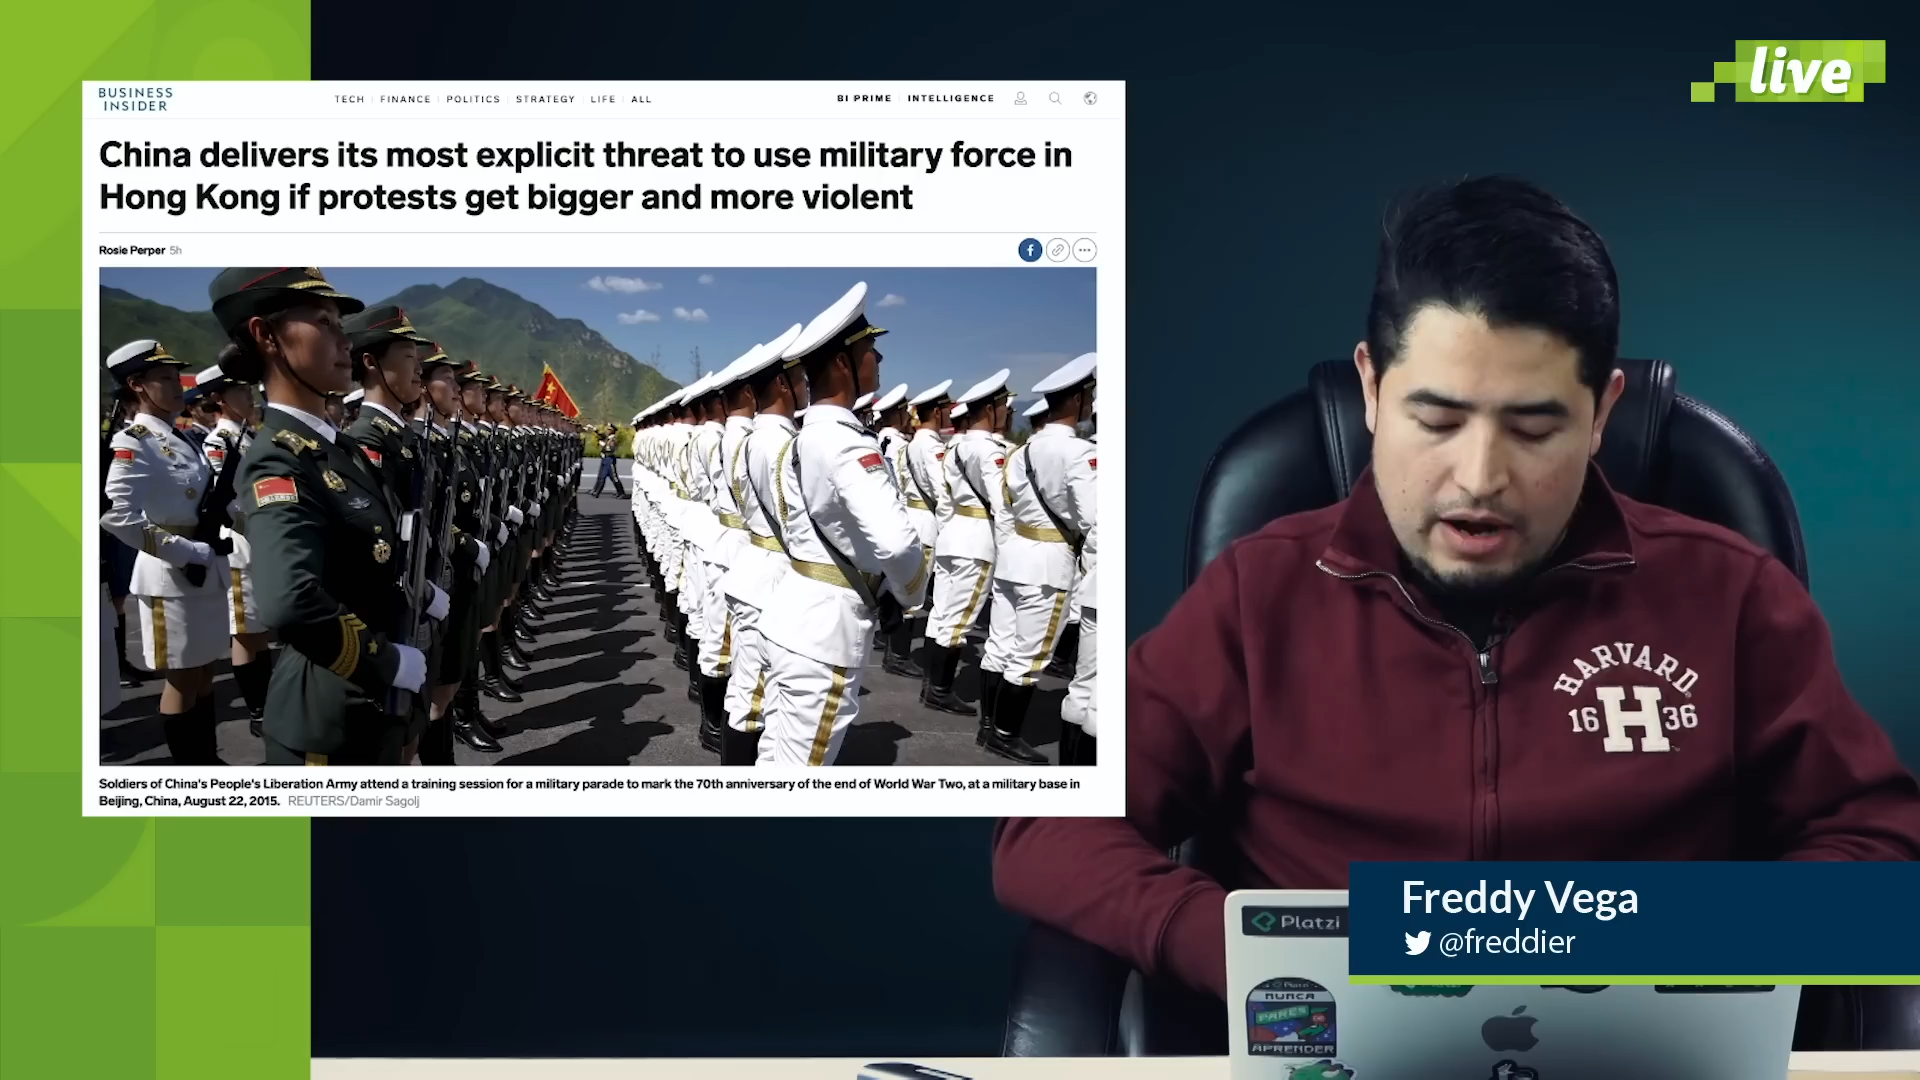 live
BUSINESS
INSIDER
TECH FINANCE POLITICS STRATEGY LIFE ALL
BI PRIME INTELLIGENCE
China delivers its most explicit threat to use military force in
Hong Kong if protests get bigger and more violent
Rosie Perper 5h
Soldiers of China's People's Liberation Army attend a training session for a military parade to mark the 70th anniversary of the end of World War Two, at a military base in
Beijing, China, August 22, 2015. REUTERS/Damir Sagolj
HARVARD
16 H 36
Freddy Vega
@freddier
Platzi
NUNCA
PARES
DE
APRENDER